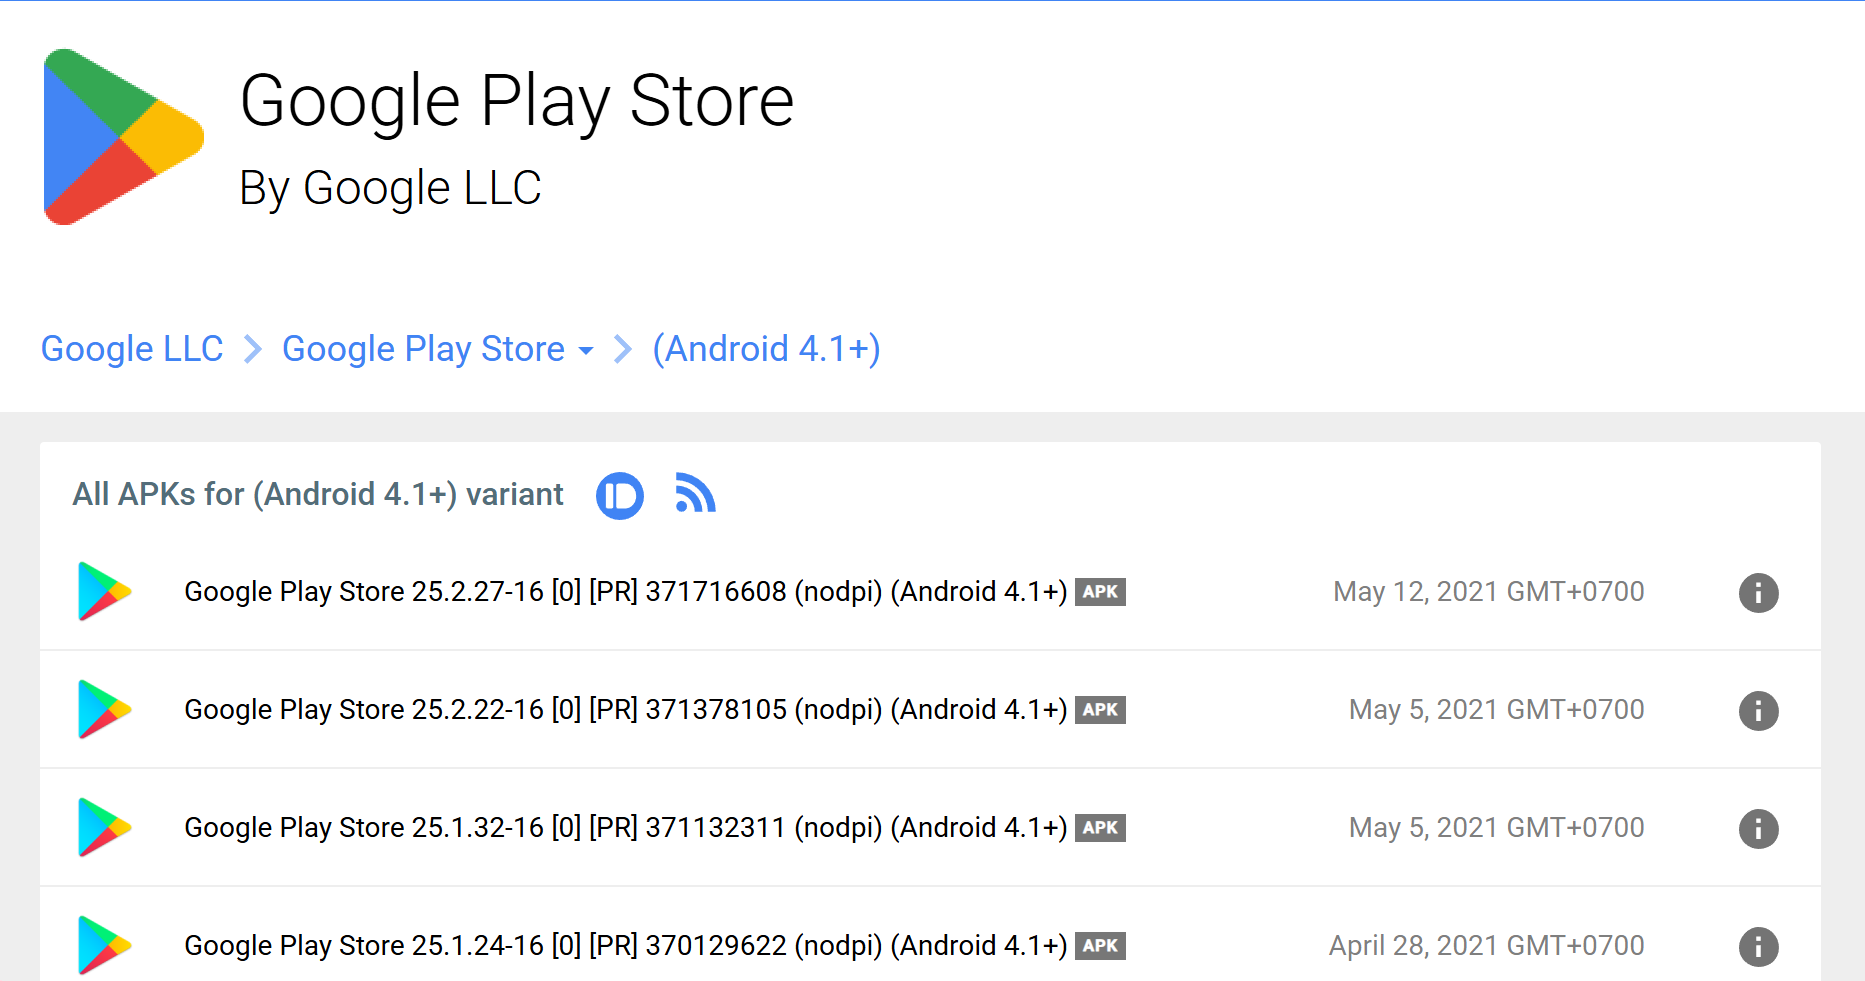 Google Play Store
By Google LLC
Google LLC Google Play Store (Android 4.1+)
All APKs for (Android 4.1+) variant
Google Play Store 25.2.27-16 [0] [PR] 371716608 (nodpi) (Android 4.1+) APK May 12, 2021 GMT+0700
Google Play Store 25.2.22-16 [0] [PR] 371378105 (nodpi) (Android 4.1+) APK May 5, 2021 GMT+0700
Google Play Store 25.1.32-16 [0] [PR] 371132311 (nodpi) (Android 4.1+) APK May 5, 2021 GMT+0700
Google Play Store 25.1.24-16 [0] [PR] 370129622 (nodpi) (Android 4.1+) APK April 28, 2021 GMT+0700